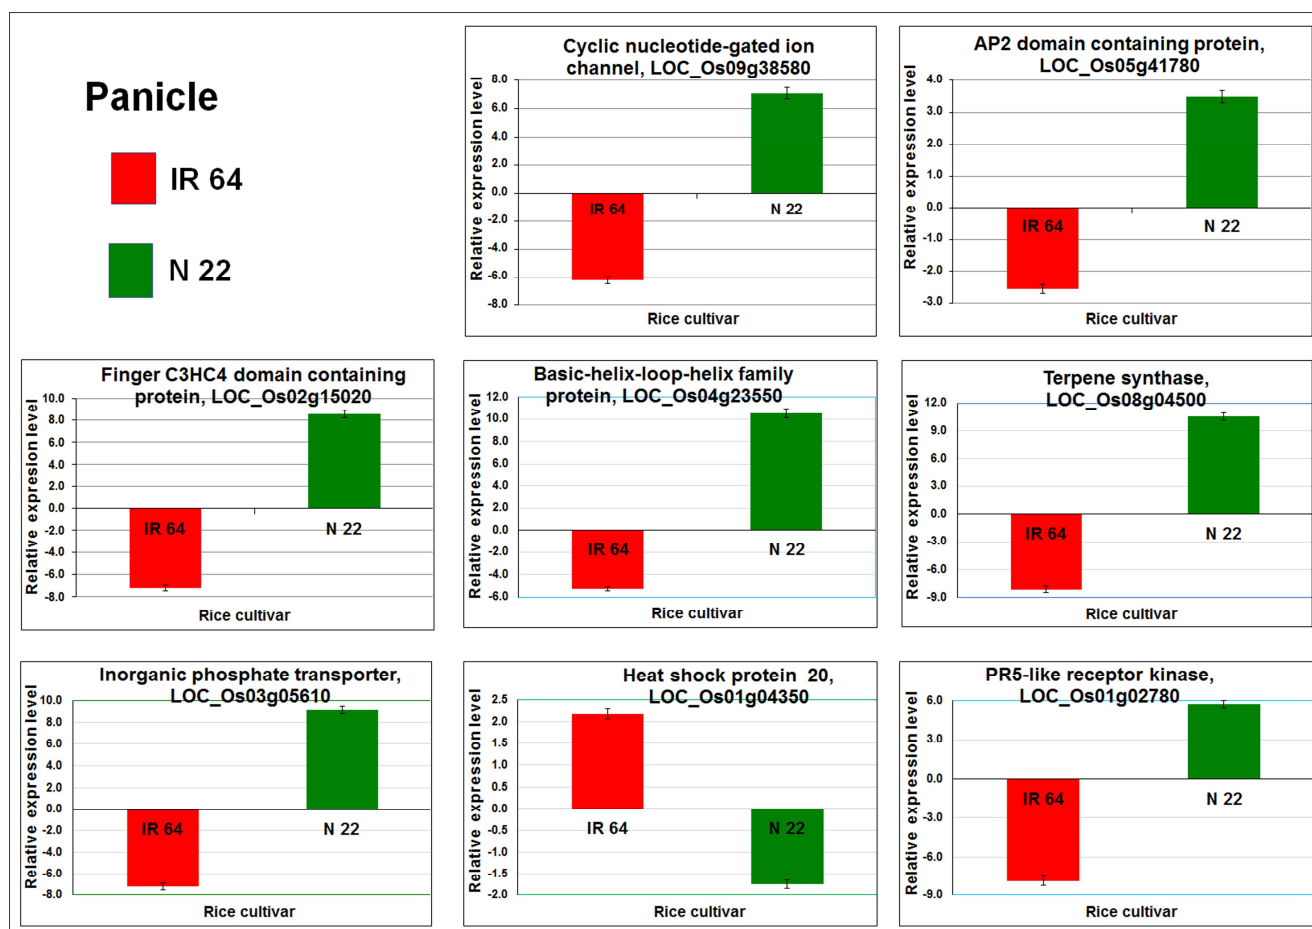 Panicle
IR 64
N 22
Cyclic nucleotide-gated ion
channel, LOC_Os09g38580
Relative expression level
8.0
6.0
4.0
2.0
0.0
-2.0
-4.0
-6.0
-8.0
IR 64
N 22
Rice cultivar
AP2 domain containing protein,
LOC_Os05g41780
Relative expression level
4.0
3.0
2.0
1.0
0.0
-1.0
-2.0
-3.0
IR 64
N 22
Rice cultivar
Finger C3HC4 domain containing
protein, LOC_Os02g15020
Relative expression level
10.0
8.0
6.0
4.0
2.0
0.0
-2.0
-4.0
-6.0
-8.0
IR 64
N 22
Rice cultivar
Basic-helix-loop-helix family
protein, LOC_Os04g23550
Relative expression level
12.0
10.0
8.0
6.0
4.0
2.0
0.0
-2.0
-4.0
-6.0
IR 64
N 22
Rice cultivar
Terpene synthase,
LOC_Os08g04500
Relative expression level
12.0
9.0
6.0
3.0
0.0
-3.0
-6.0
-9.0
IR 64
N 22
Rice cultivar
Inorganic phosphate transporter,
LOC_Os03g05610
Relative expression level
10.0
8.0
6.0
4.0
2.0
0.0
-2.0
-4.0
-6.0
-8.0
IR 64
N 22
Rice cultivar
Heat shock protein 20,
LOC_Os01g04350
Relative expression level
2.5
2.0
1.5
1.0
0.5
0.0
-0.5
-1.0
-1.5
-2.0
IR 64
N 22
Rice cultivar
PR5-like receptor kinase,
LOC_Os01g02780
Relative expression level
6.0
3.0
0.0
-3.0
-6.0
-9.0
IR 64
N 22
Rice cultivar